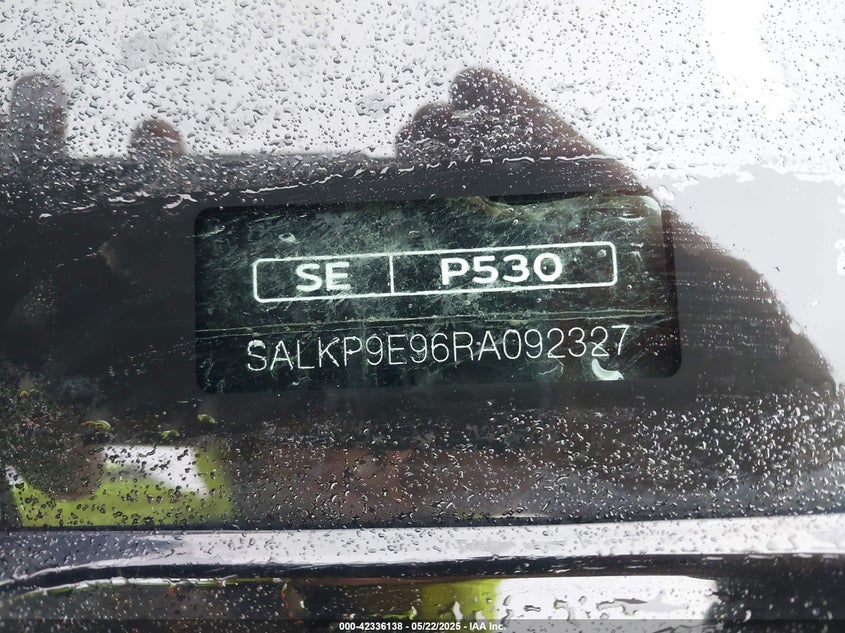 SE P530
SALKP9E96RA092327
000-42336138 - 05/22/2025 - IAA Inc.